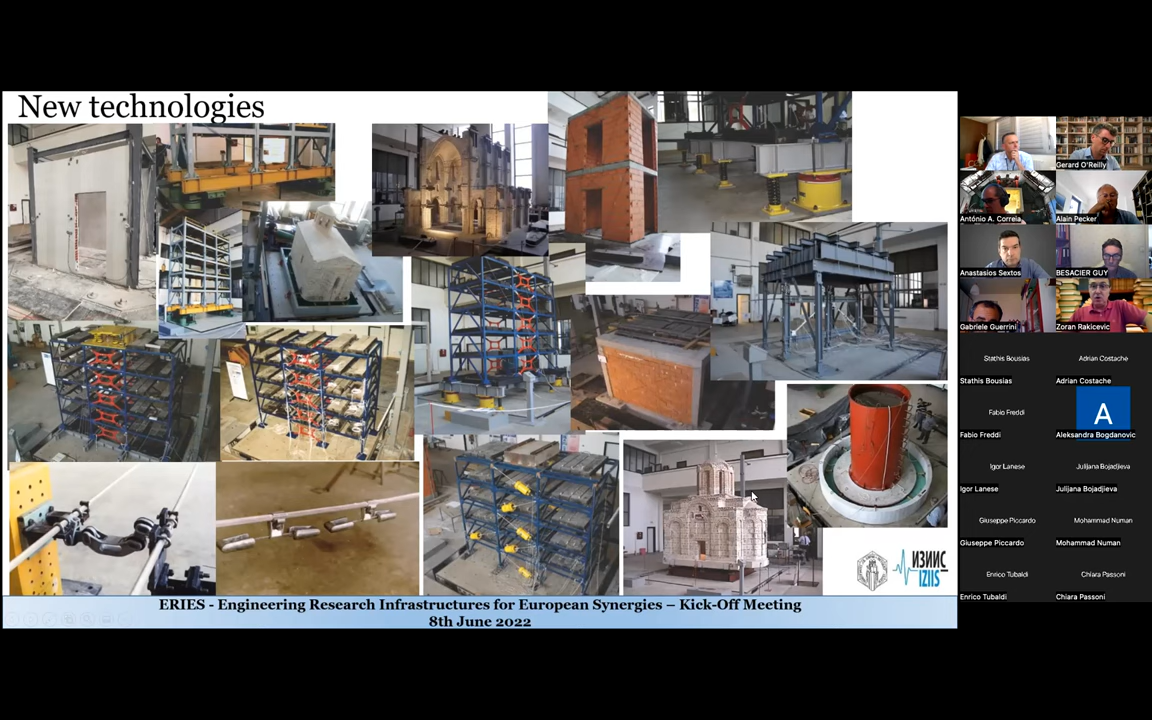 New technologies
ИЗИИС
IZIIS
ERIES - Engineering Research Infrastructures for European Synergies – Kick-Off Meeting
8th June 2022
Gerard O'Reilly
António A. Correia
Alain Pecker
Anastasios Sextos
BESACIER GUY
Gabriele Guerrini
Zoran Rakicevic
Stathis Bousias
Adrian Costache
Stathis Bousias
Adrian Costache
Fabio Freddi
A
Fabio Freddi
Aleksandra Bogdanovic
Igor Lanese
Julijana Bojadjieva
Igor Lanese
Julijana Bojadjieva
Giuseppe Piccardo
Mohammad Numan
Giuseppe Piccardo
Mohammad Numan
Enrico Tubaldi
Chiara Passoni
Enrico Tubaldi
Chiara Passoni